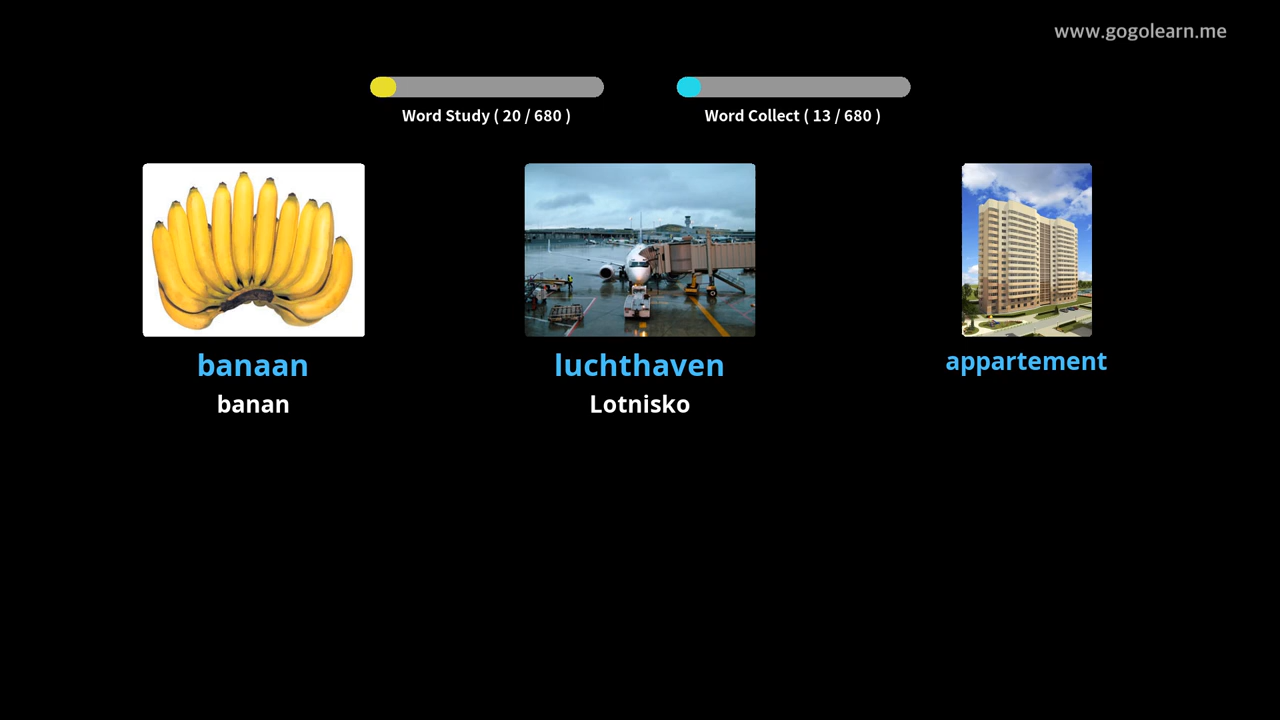 www.gogolearn.me
Word Study ( 20 / 680 )
Word Collect ( 13 / 680 )
banaan
banan
luchthaven
Lotnisko
appartement